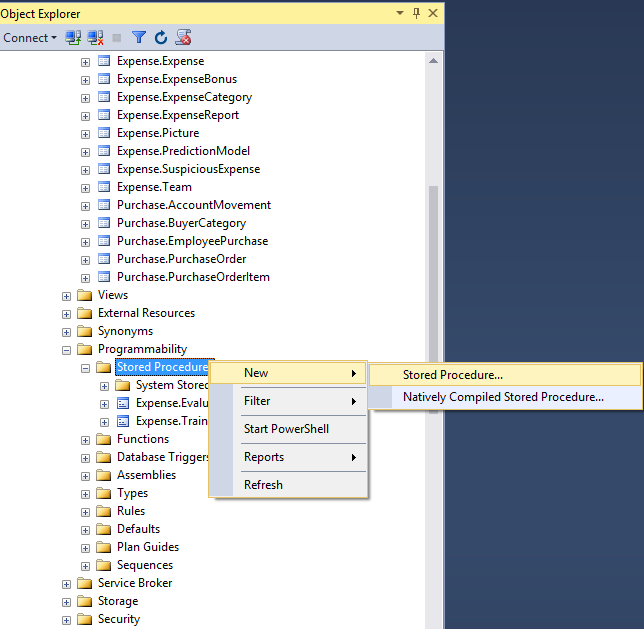 Object Explorer
Connect
Expense.Expense
Expense.ExpenseBonus
Expense.ExpenseCategory
Expense.ExpenseReport
Expense.Picture
Expense.PredictionModel
Expense.SuspiciousExpense
Expense.Team
Purchase.AccountMovement
Purchase.BuyerCategory
Purchase.EmployeePurchase
Purchase.PurchaseOrder
Purchase.PurchaseOrderItem
Views
External Resources
Synonyms
Programmability
Stored Procedure
System Stored
Expense.Evalu
Expense.Train
Functions
Database Triggers
Assemblies
Types
Rules
Defaults
Plan Guides
Sequences
Service Broker
Storage
Security
New
Filter
Start PowerShell
Reports
Refresh
Stored Procedure...
Natively Compiled Stored Procedure...